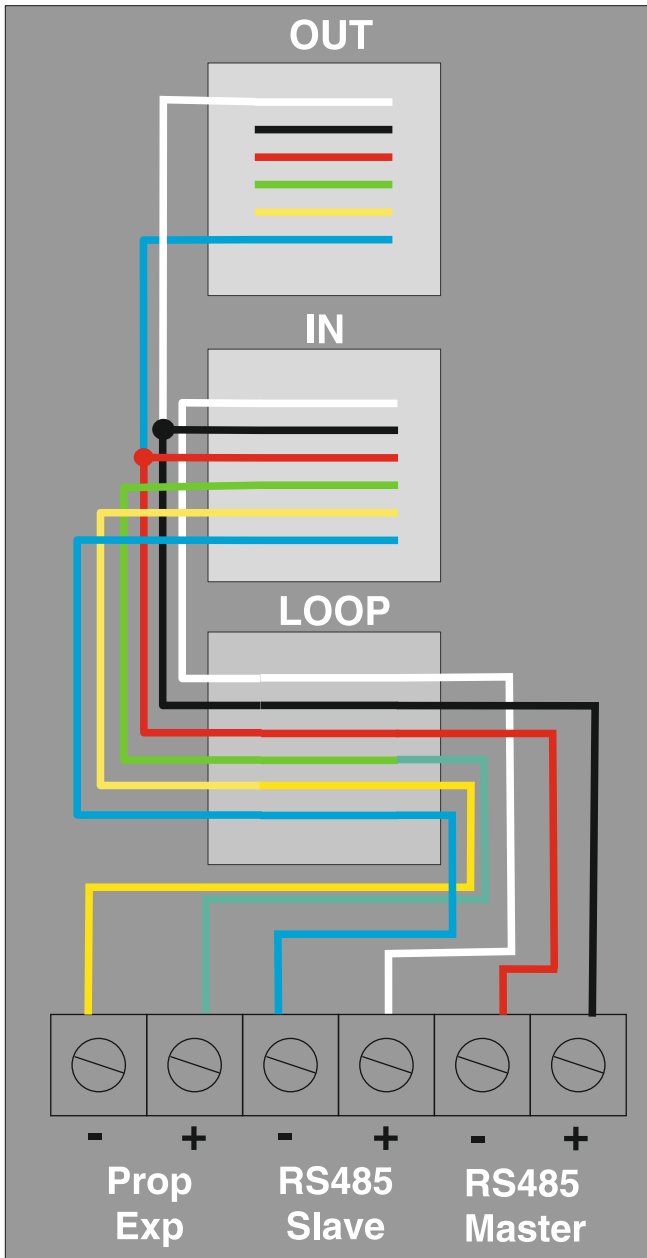 OUT
IN
LOOP
- + - + - +
Prop RS485 RS485
Exp Slave Master